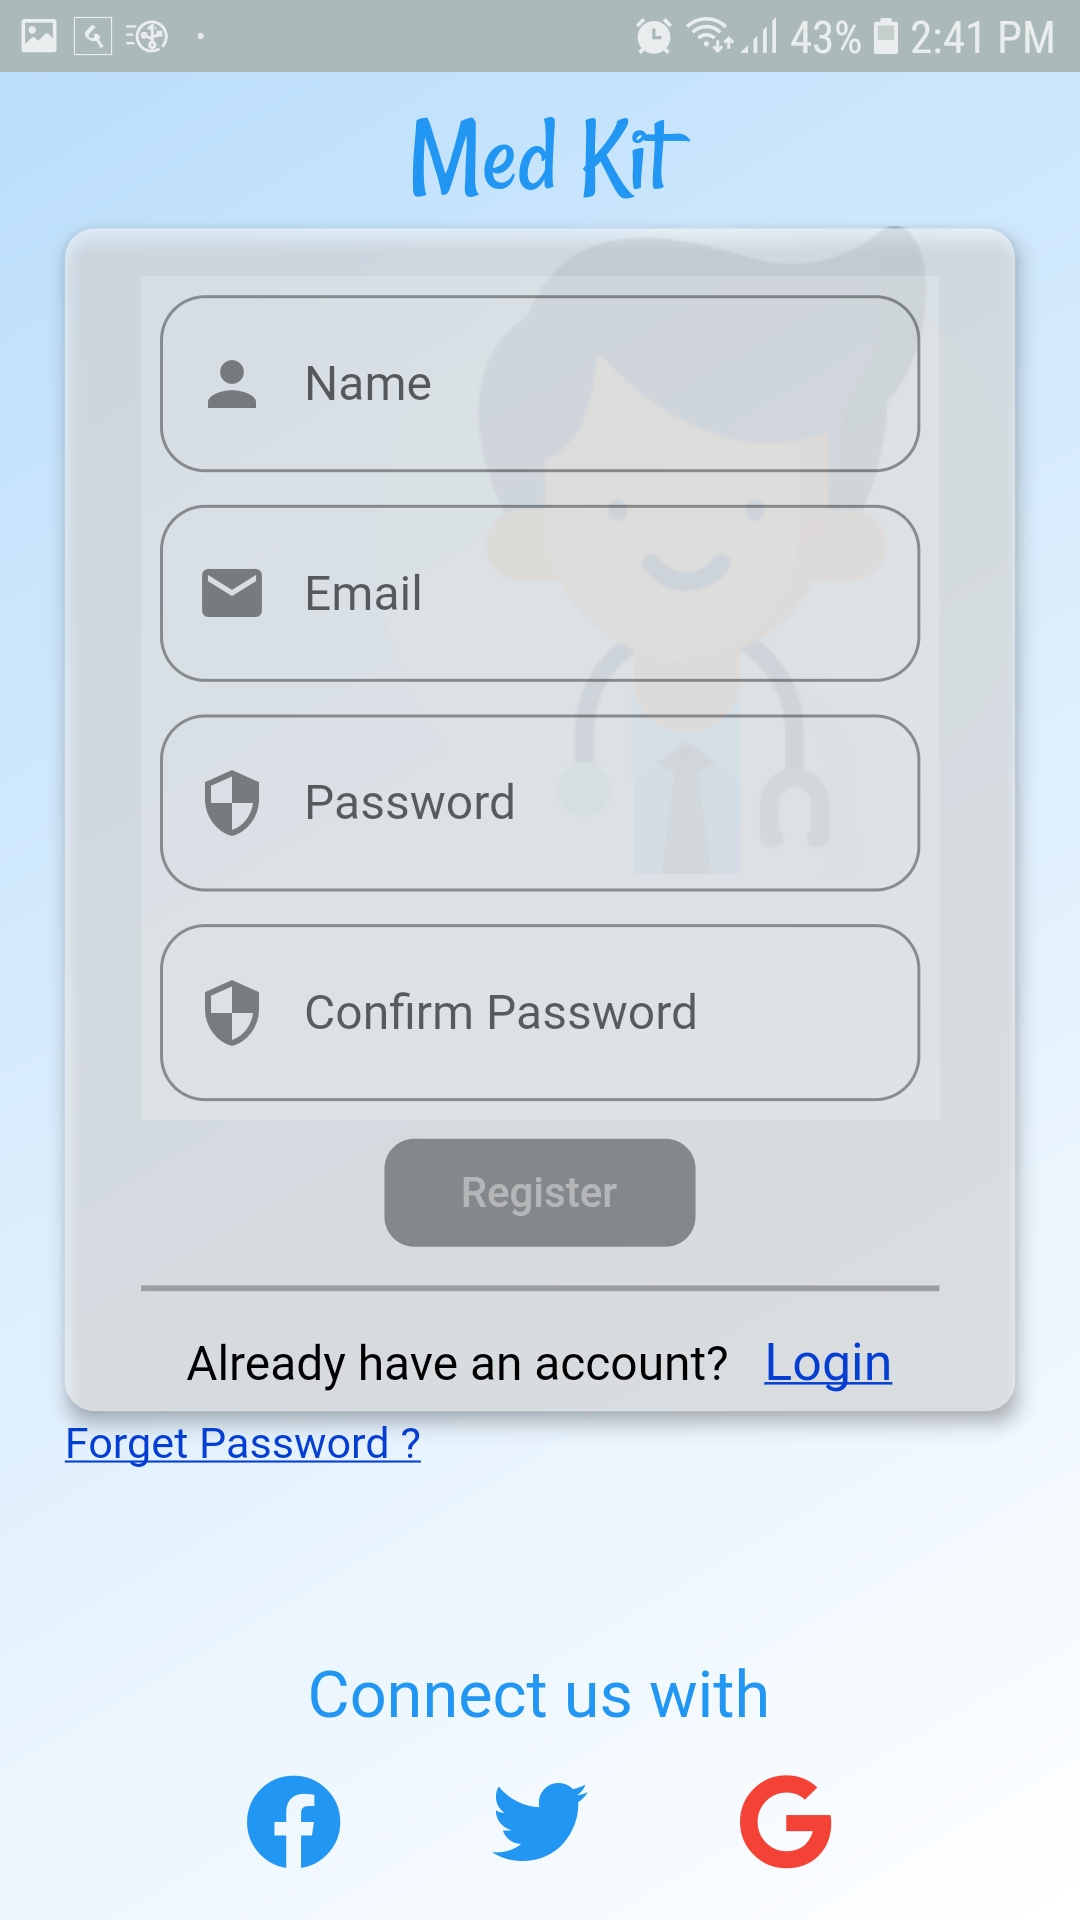 43% 2:41 PM
Med Kit
Name
Email
Password
Confirm Password
Register
Already have an account? Login
Forget Password ?
Connect us with